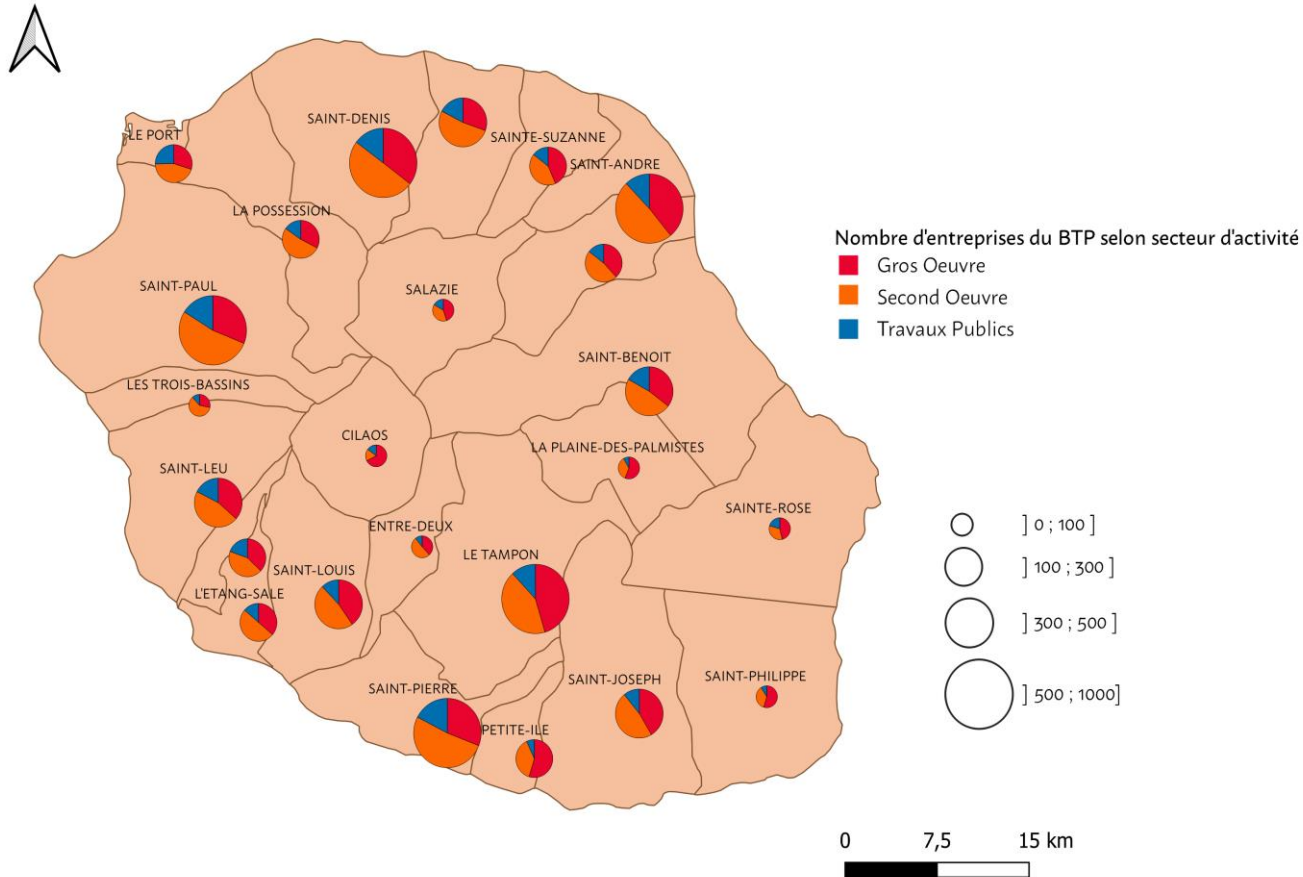 SAINT-DENIS
LE PORT
SAINTE-SUZANNE
SAINT-ANDRE
LA POSSESSION
SAINT-PAUL
SALAZIE
SAINT-BENOIT
LES TROIS-BASSINS
CILAOS
LA PLAINE-DES-PALMISTES
SAINT-LEU
SAINTE-ROSE
ENTRE-DEUX
LE TAMPON
SAINT-LOUIS
L'ETANG-SALE
SAINT-PIERRE
SAINT-JOSEPH
SAINT-PHILIPPE
PETITE-ILE
Nombre d'entreprises du BTP selon secteur d'activité
Gros Oeuvre
Second Oeuvre
Travaux Publics
] 0 ; 100 ]
] 100 ; 300 ]
] 300 ; 500 ]
] 500 ; 1000]
0 7,5 15 km